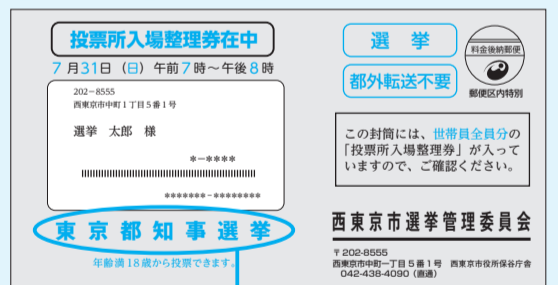 投票所入場整理券在中
7月31日（日）午前7時～午後8時
202-8555
西東京市中町1丁目5番1号
選挙　太郎　様
＊－＊＊＊＊
＊＊＊＊＊＊＊－＊＊＊＊＊＊＊＊
東京都知事選挙
年齢満18歳から投票できます。
選挙
都外転送不要
料金後納郵便
郵便区内特別
この封筒には、世帯員全員分の
「投票所入場整理券」が入って
いますので、ご確認ください。
西東京市選挙管理委員会
〒202-8555
西東京市中町一丁目5番1号　西東京市役所保谷庁舎
042-438-4090（直通）